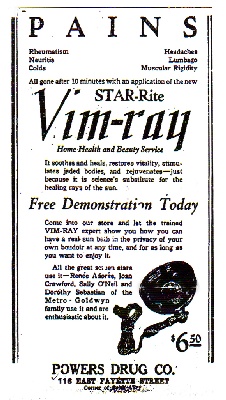 PAINS
Rheumatism Headaches
Neuritis Lumbago
Colds Muscular Rigidity
All gone after 10 minutes with an application of the new
STAR-Rite
Vim-ray
Home Health and Beauty Service
It soothes and heals, restores vitality, stimu-
lates jaded bodies, and rejuvenates—just
because it is science's substitute for the
healing rays of the sun.
Free Demonstration Today
Come into our store and let the trained
VIM-RAY expert show you how you can
have a real sun bath in the privacy of your
own boudoir at any time, and for as long as
you want to enjoy it.
All the great screen stars
use it—Renée Adorée, Joan
Crawford, Sally O'Neil and
Dorothy Sebastian of the
Metro-Goldwyn
family use it and are
enthusiastic about it.
$6.50
POWERS DRUG CO.
116 EAST FAYETTE STREET
Corner of